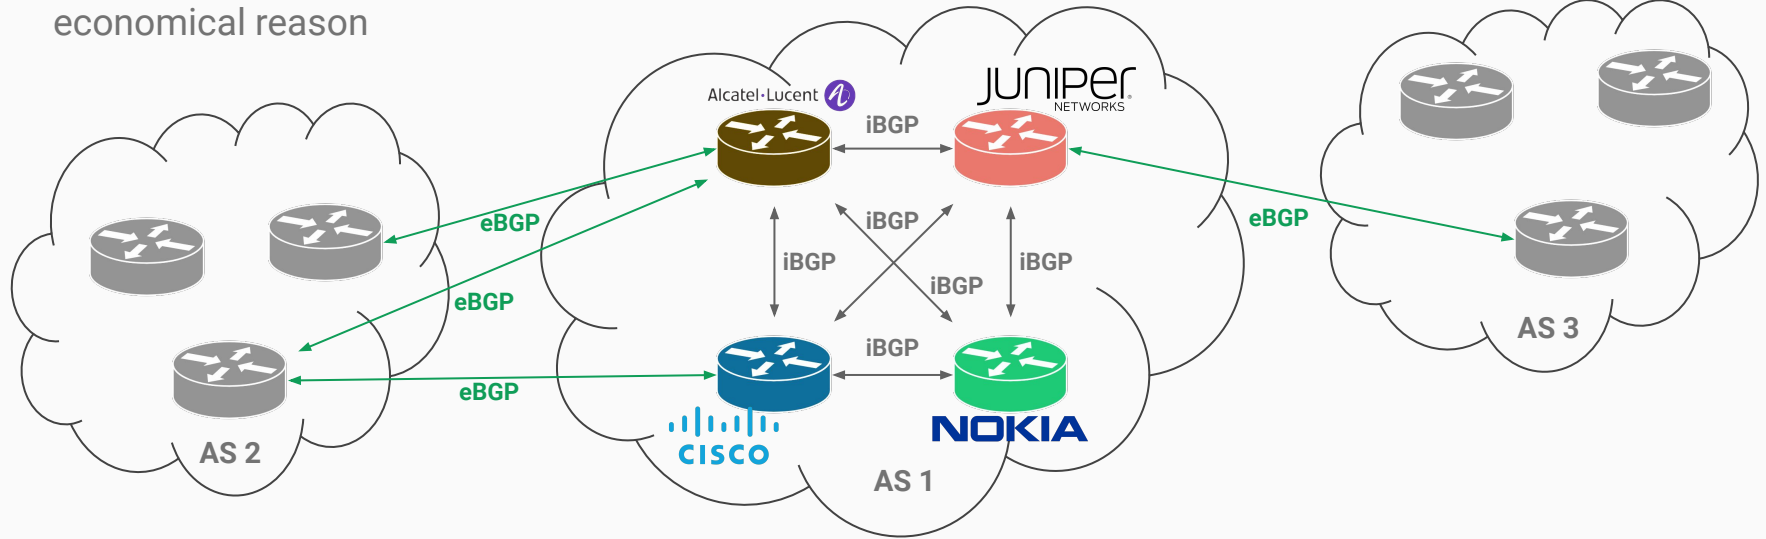 economical reason
Alcatel·Lucent
JUNIPER
NETWORKS
iBGP
eBGP
iBGP
eBGP
iBGP
iBGP
iBGP
eBGP
iBGP
eBGP
CISCO
NOKIA
AS 2
AS 1
AS 3